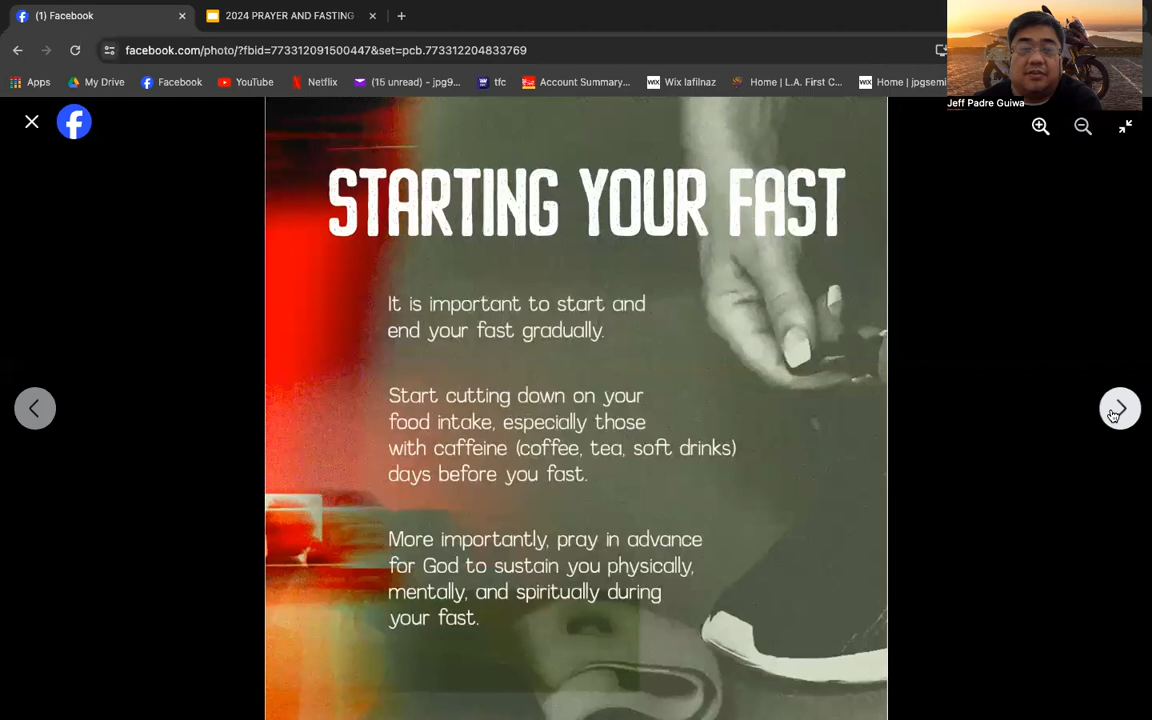 (1) Facebook
2024 PRAYER AND FASTING
facebook.com/photo/?fbid=773312091500447&set=pcb.773312204833769
Apps
My Drive
Facebook
YouTube
Netflix
(15 unread) - jpg9...
tfc
Account Summary...
Wix lafilnaz
Home | L.A. First C...
Home | jpgsemi
Jeff Padre Guiwa
STARTING YOUR FAST
It is important to start and
end your fast gradually.
Start cutting down on your
food intake, especially those
with caffeine (coffee, tea, soft drinks)
days before you fast.
More importantly, pray in advance
for God to sustain you physically,
mentally, and spiritually during
your fast.